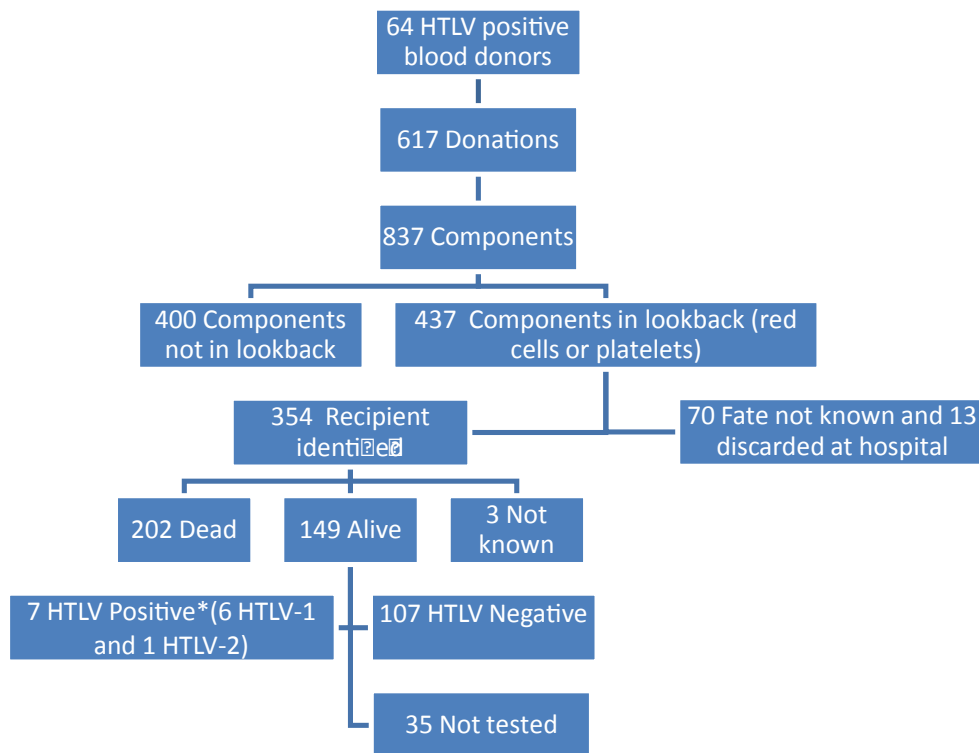 64 HTLV positive
blood donors
617 Donations
837 Components
400 Components
not in lookback
437 Components in lookback (red
cells or platelets)
354 Recipient
70 Fate not known and 13
discarded at hospital
202 Dead
149 Alive
3 Not
known
7 HTLV Positive*(6 HTLV-1
and 1 HTLV-2)
107 HTLV Negative
35 Not tested